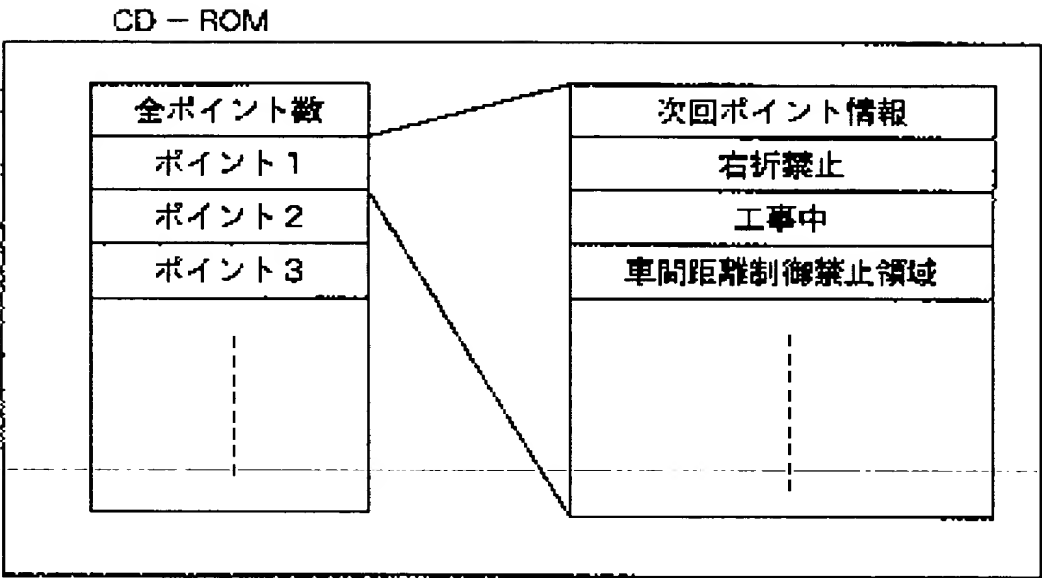 CD－ROM
全ポイント数
ポイント1
ポイント2
ポイント3
次回ポイント情報
右折禁止
工事中
車間距離制御禁止領域